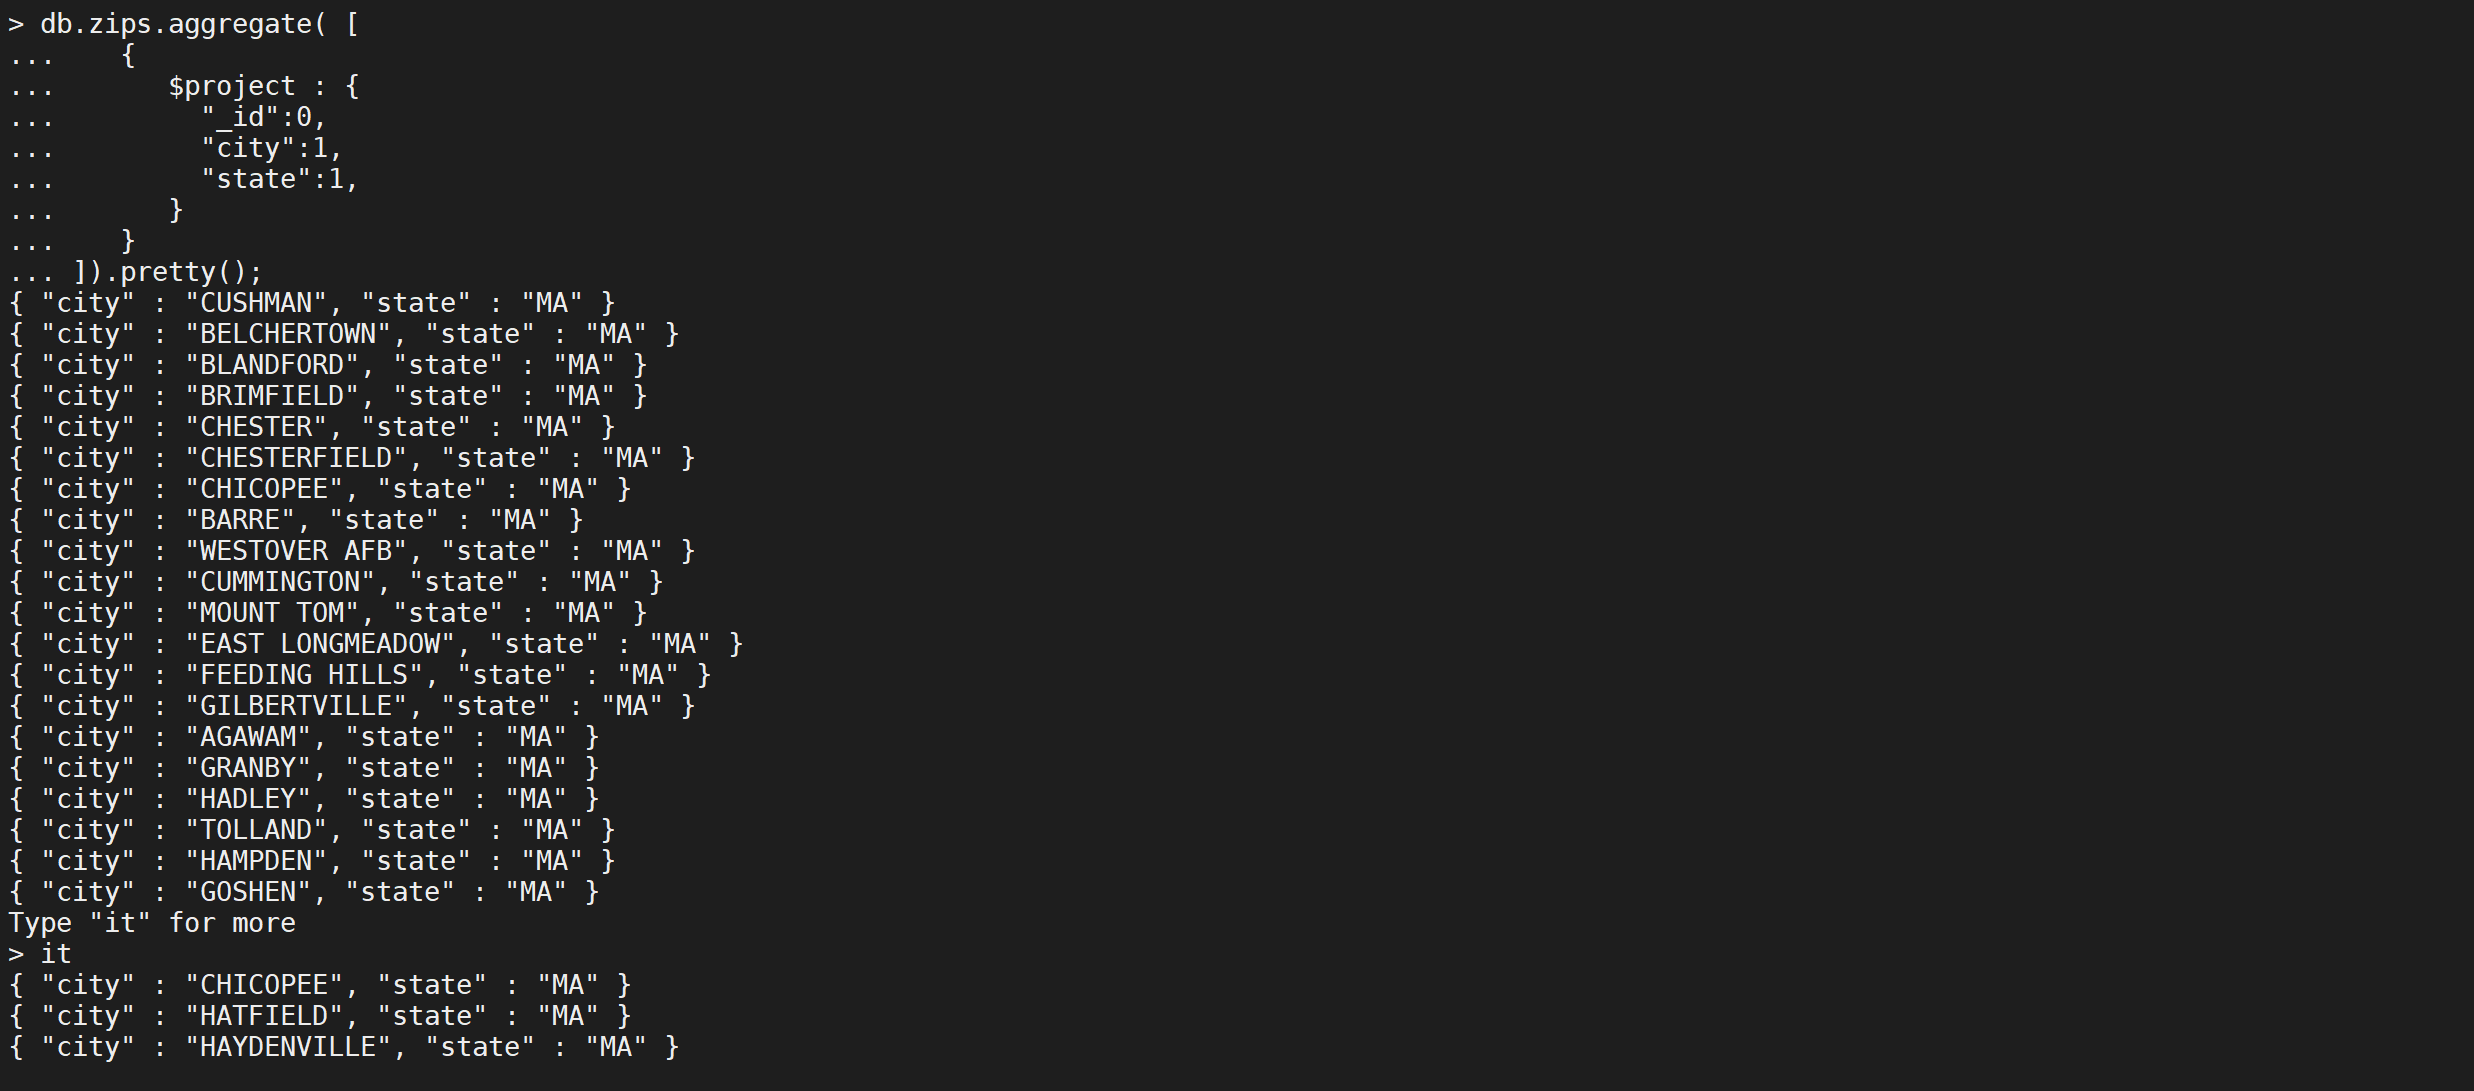 > db.zips.aggregate( [
...    {
...       $project : {
...         "_id":0,
...         "city":1,
...         "state":1,
...       }
...    }
... ]).pretty();
{ "city" : "CUSHMAN", "state" : "MA" }
{ "city" : "BELCHERTOWN", "state" : "MA" }
{ "city" : "BLANDFORD", "state" : "MA" }
{ "city" : "BRIMFIELD", "state" : "MA" }
{ "city" : "CHESTER", "state" : "MA" }
{ "city" : "CHESTERFIELD", "state" : "MA" }
{ "city" : "CHICOPEE", "state" : "MA" }
{ "city" : "BARRE", "state" : "MA" }
{ "city" : "WESTOVER AFB", "state" : "MA" }
{ "city" : "CUMMINGTON", "state" : "MA" }
{ "city" : "MOUNT TOM", "state" : "MA" }
{ "city" : "EAST LONGMEADOW", "state" : "MA" }
{ "city" : "FEEDING HILLS", "state" : "MA" }
{ "city" : "GILBERTVILLE", "state" : "MA" }
{ "city" : "AGAWAM", "state" : "MA" }
{ "city" : "GRANBY", "state" : "MA" }
{ "city" : "HADLEY", "state" : "MA" }
{ "city" : "TOLLAND", "state" : "MA" }
{ "city" : "HAMPDEN", "state" : "MA" }
{ "city" : "GOSHEN", "state" : "MA" }
Type "it" for more
> it
{ "city" : "CHICOPEE", "state" : "MA" }
{ "city" : "HATFIELD", "state" : "MA" }
{ "city" : "HAYDENVILLE", "state" : "MA" }